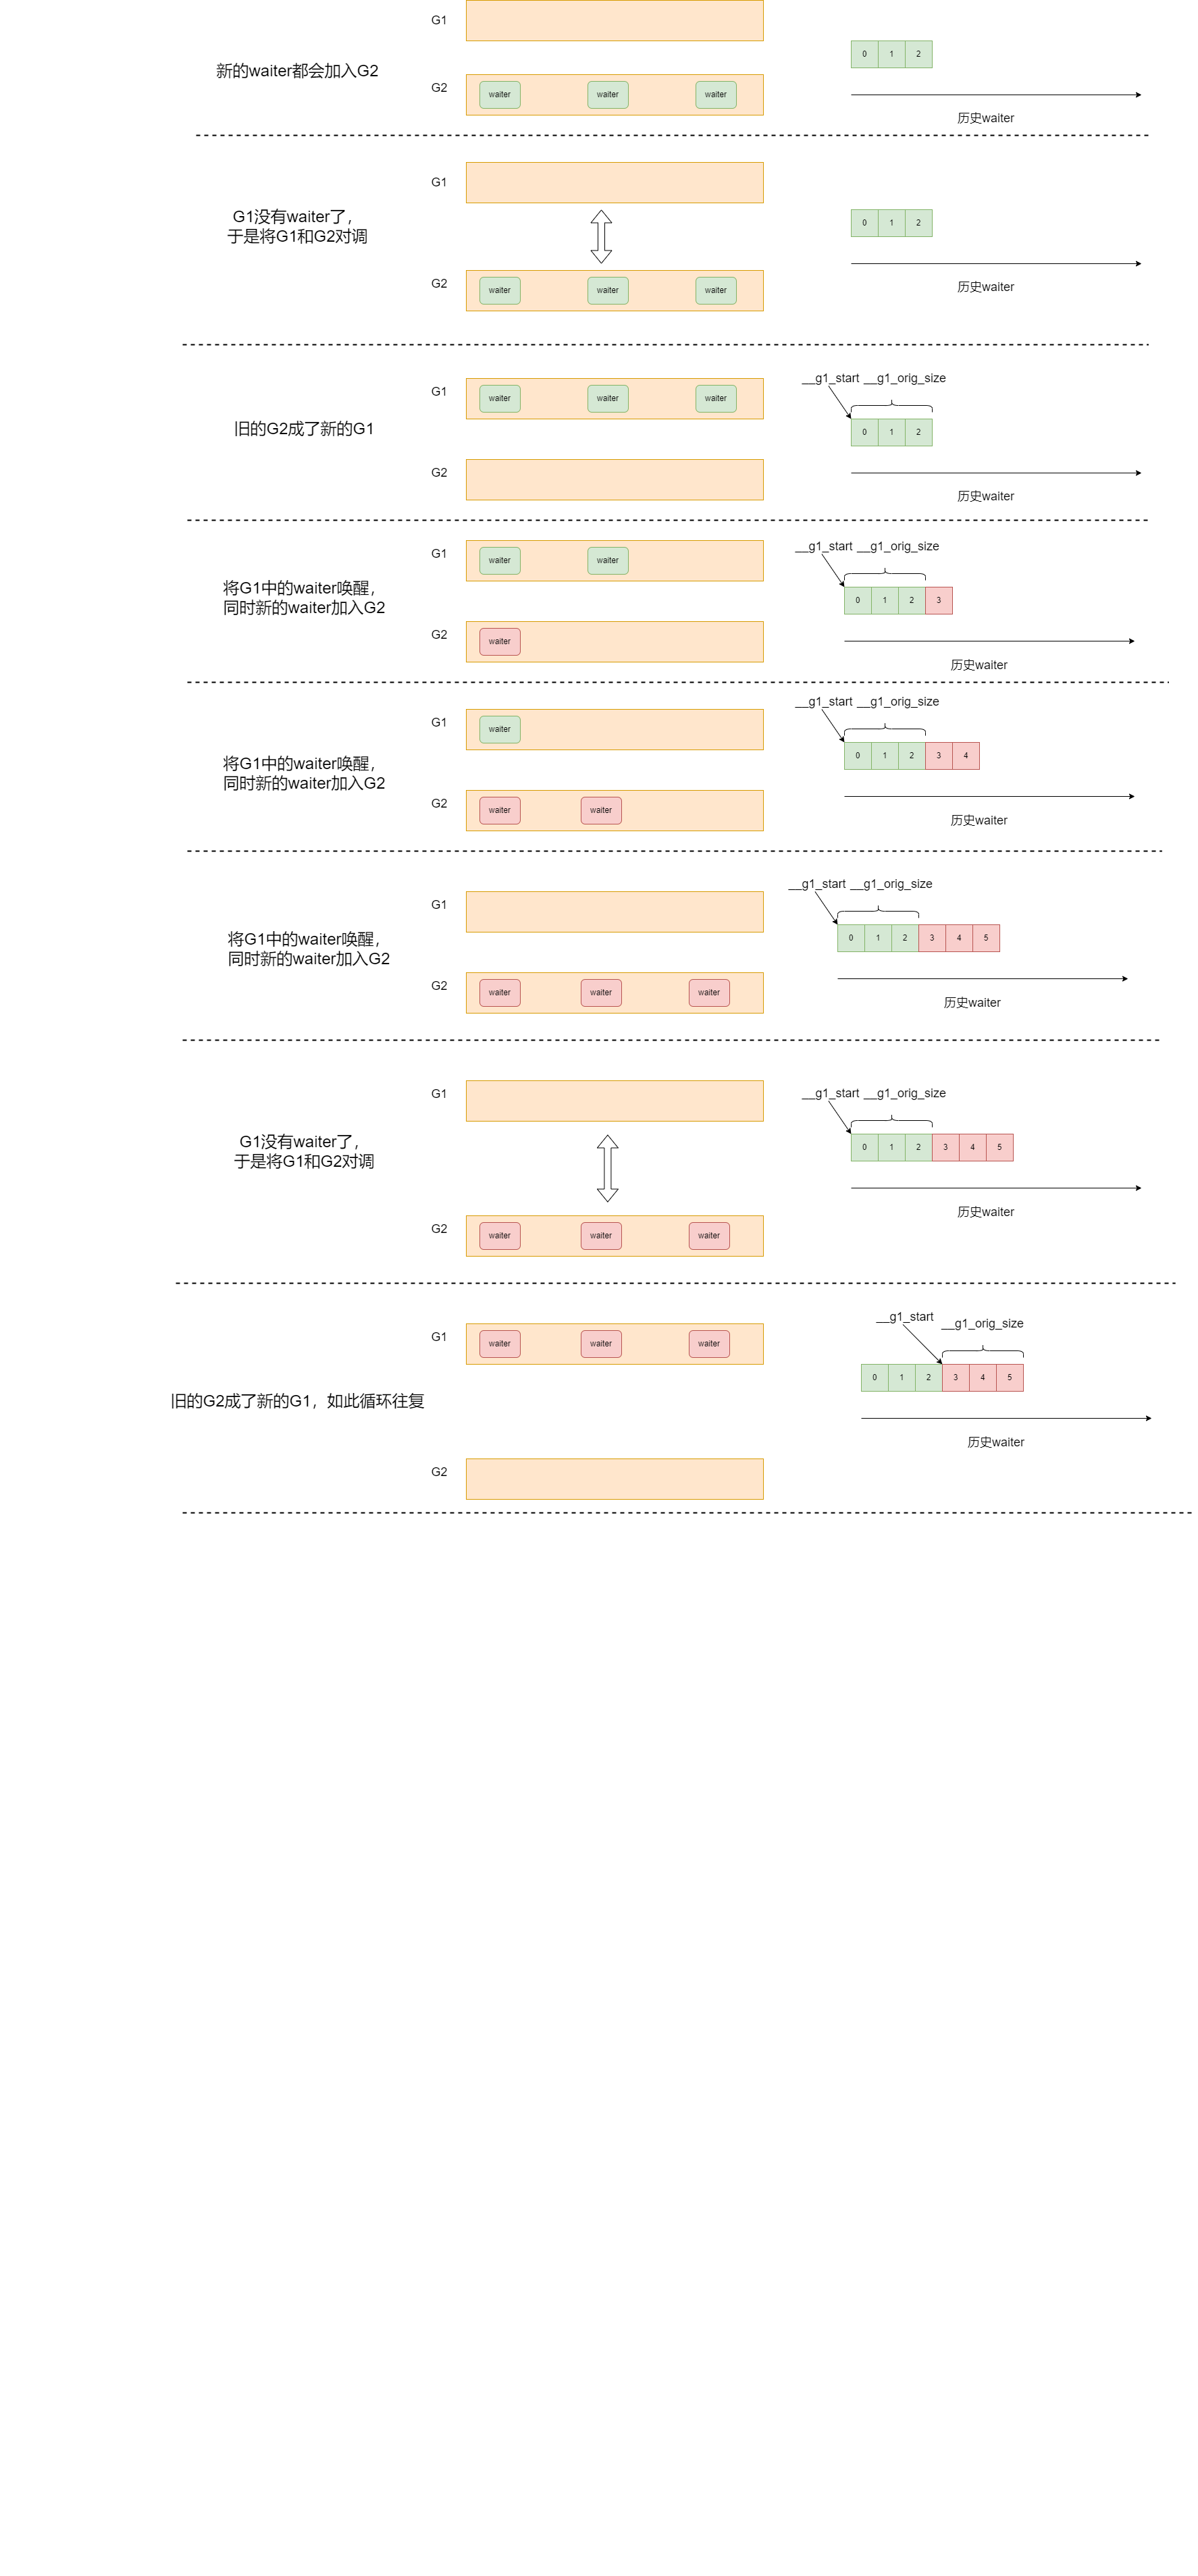 G1
0 1 2
新的waiter都会加入G2
G2
waiter waiter waiter
历史waiter
G1
G1没有waiter了，
于是将G1和G2对调
0 1 2
G2
waiter waiter waiter
历史waiter
__g1_start __g1_orig_size
G1
waiter waiter waiter
旧的G2成了新的G1
0 1 2
G2
历史waiter
__g1_start __g1_orig_size
G1
waiter waiter
将G1中的waiter唤醒，
同时新的waiter加入G2
0 1 2 3
G2
waiter
历史waiter
__g1_start __g1_orig_size
G1
waiter
将G1中的waiter唤醒，
同时新的waiter加入G2
0 1 2 3 4
G2
waiter waiter
历史waiter
__g1_start __g1_orig_size
G1
将G1中的waiter唤醒，
同时新的waiter加入G2
0 1 2 3 4 5
G2
waiter waiter waiter
历史waiter
__g1_start __g1_orig_size
G1
G1没有waiter了，
于是将G1和G2对调
0 1 2 3 4 5
G2
waiter waiter waiter
历史waiter
__g1_start __g1_orig_size
G1
waiter waiter waiter
0 1 2 3 4 5
旧的G2成了新的G1，如此循环往复
历史waiter
G2